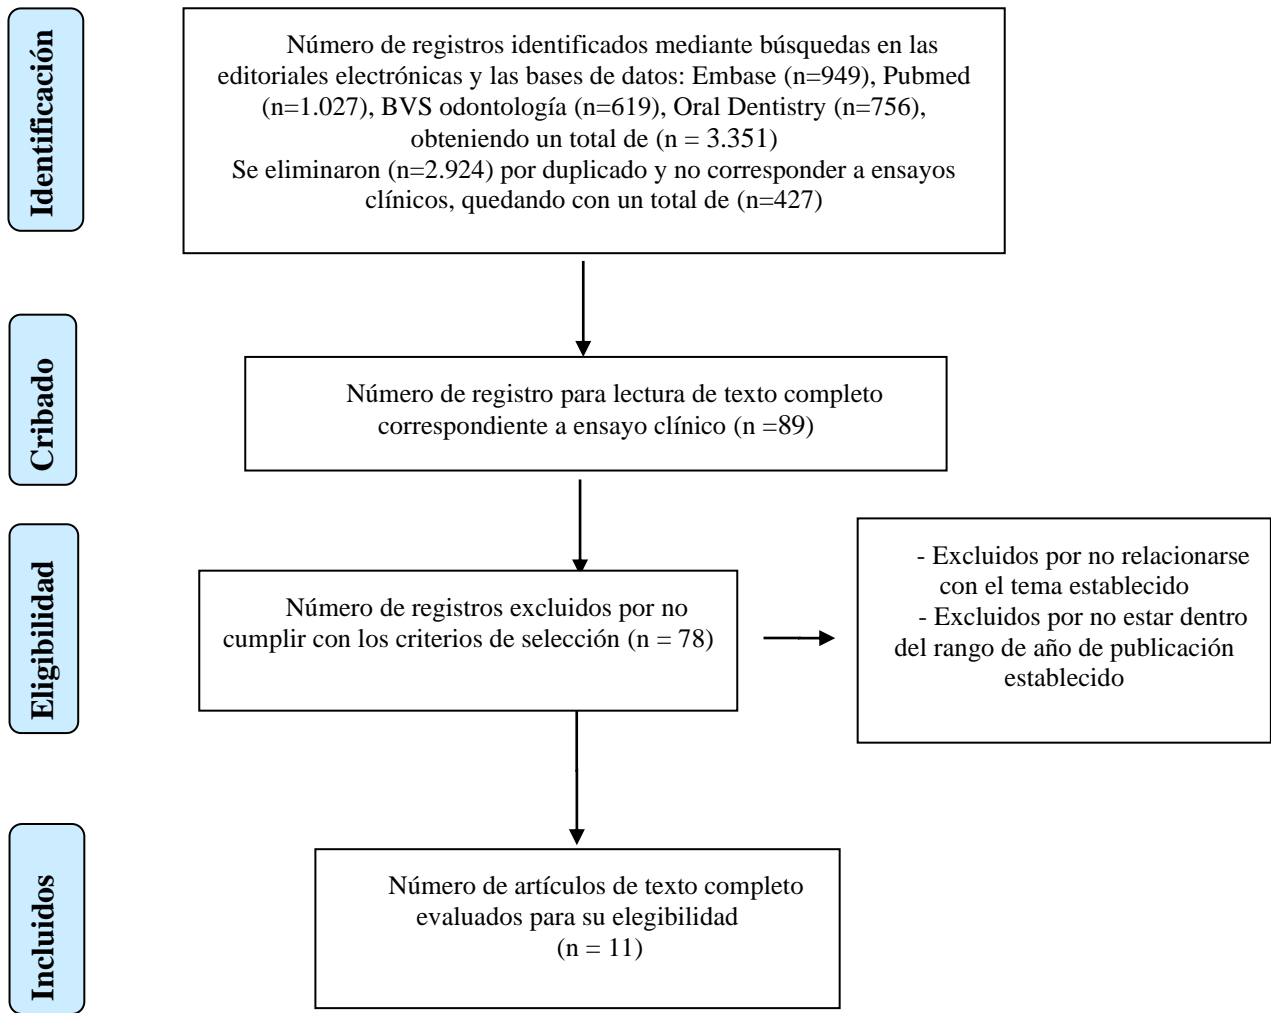 Identificación
Número de registros identificados mediante búsquedas en las
editoriales electrónicas y las bases de datos: Embase (n=949), Pubmed
(n=1.027), BVS odontología (n=619), Oral Dentistry (n=756),
obteniendo un total de (n = 3.351)
Se eliminaron (n=2.924) por duplicado y no corresponder a ensayos
clínicos, quedando con un total de (n=427)
Cribado
Número de registro para lectura de texto completo
correspondiente a ensayo clínico (n =89)
Eligibilidad
Número de registros excluidos por no
cumplir con los criterios de selección (n = 78)
- Excluidos por no relacionarse
con el tema establecido
- Excluidos por no estar dentro
del rango de año de publicación
establecido
Incluidos
Número de artículos de texto completo
evaluados para su elegibilidad
(n = 11)